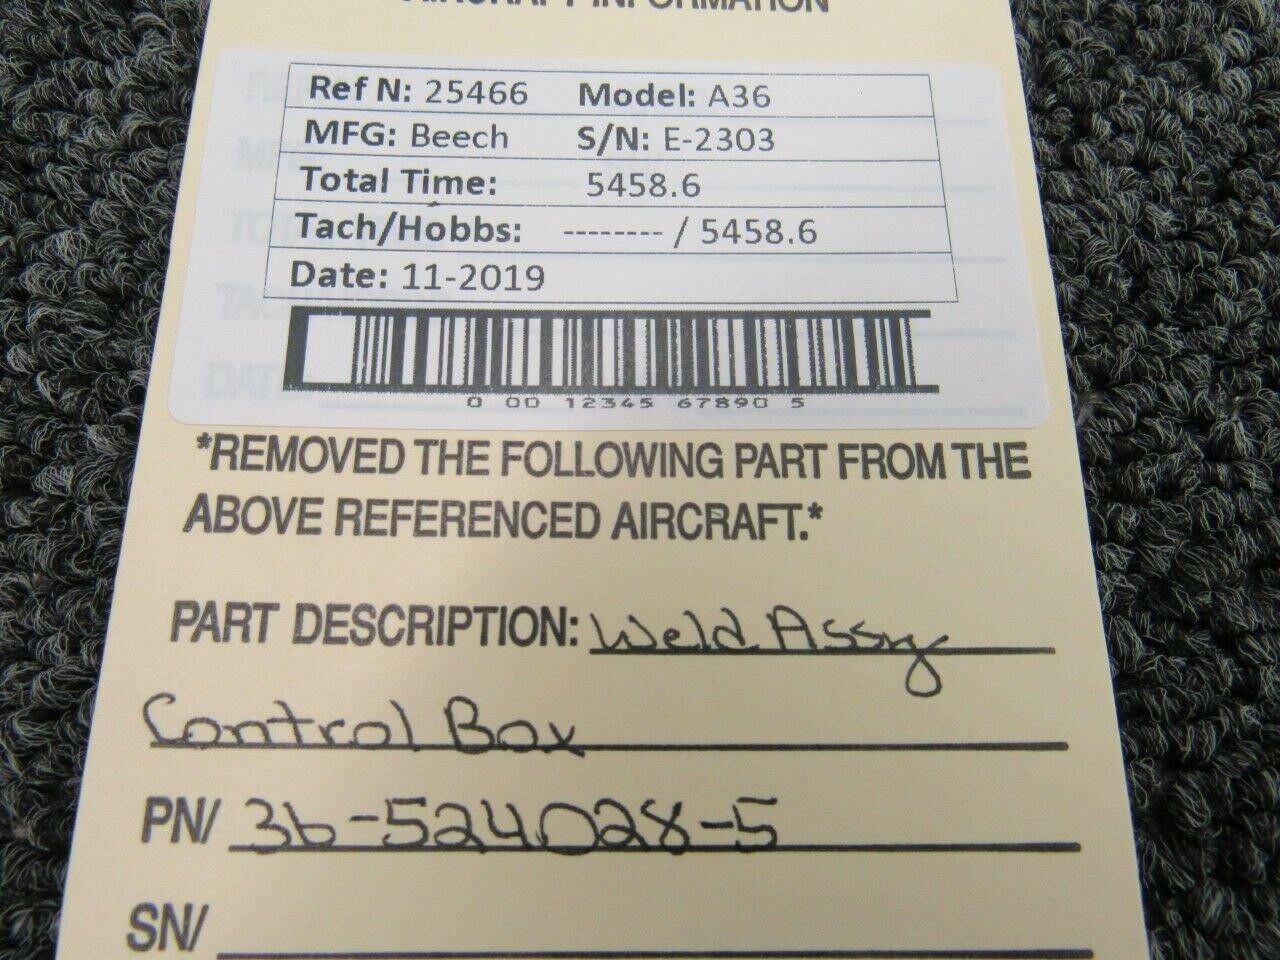 AIRCRAFT INFORMATION
Ref N: 25466 Model: A36
MFG: Beech S/N: E-2303
Total Time: 5458.6
Tach/Hobbs: -------- / 5458.6
Date: 11-2019
0 00 12345 67890 5
*REMOVED THE FOLLOWING PART FROM THE
ABOVE REFERENCED AIRCRAFT.*
PART DESCRIPTION: Weld Assy
Control Box
PN/ 36-524028-5
SN/